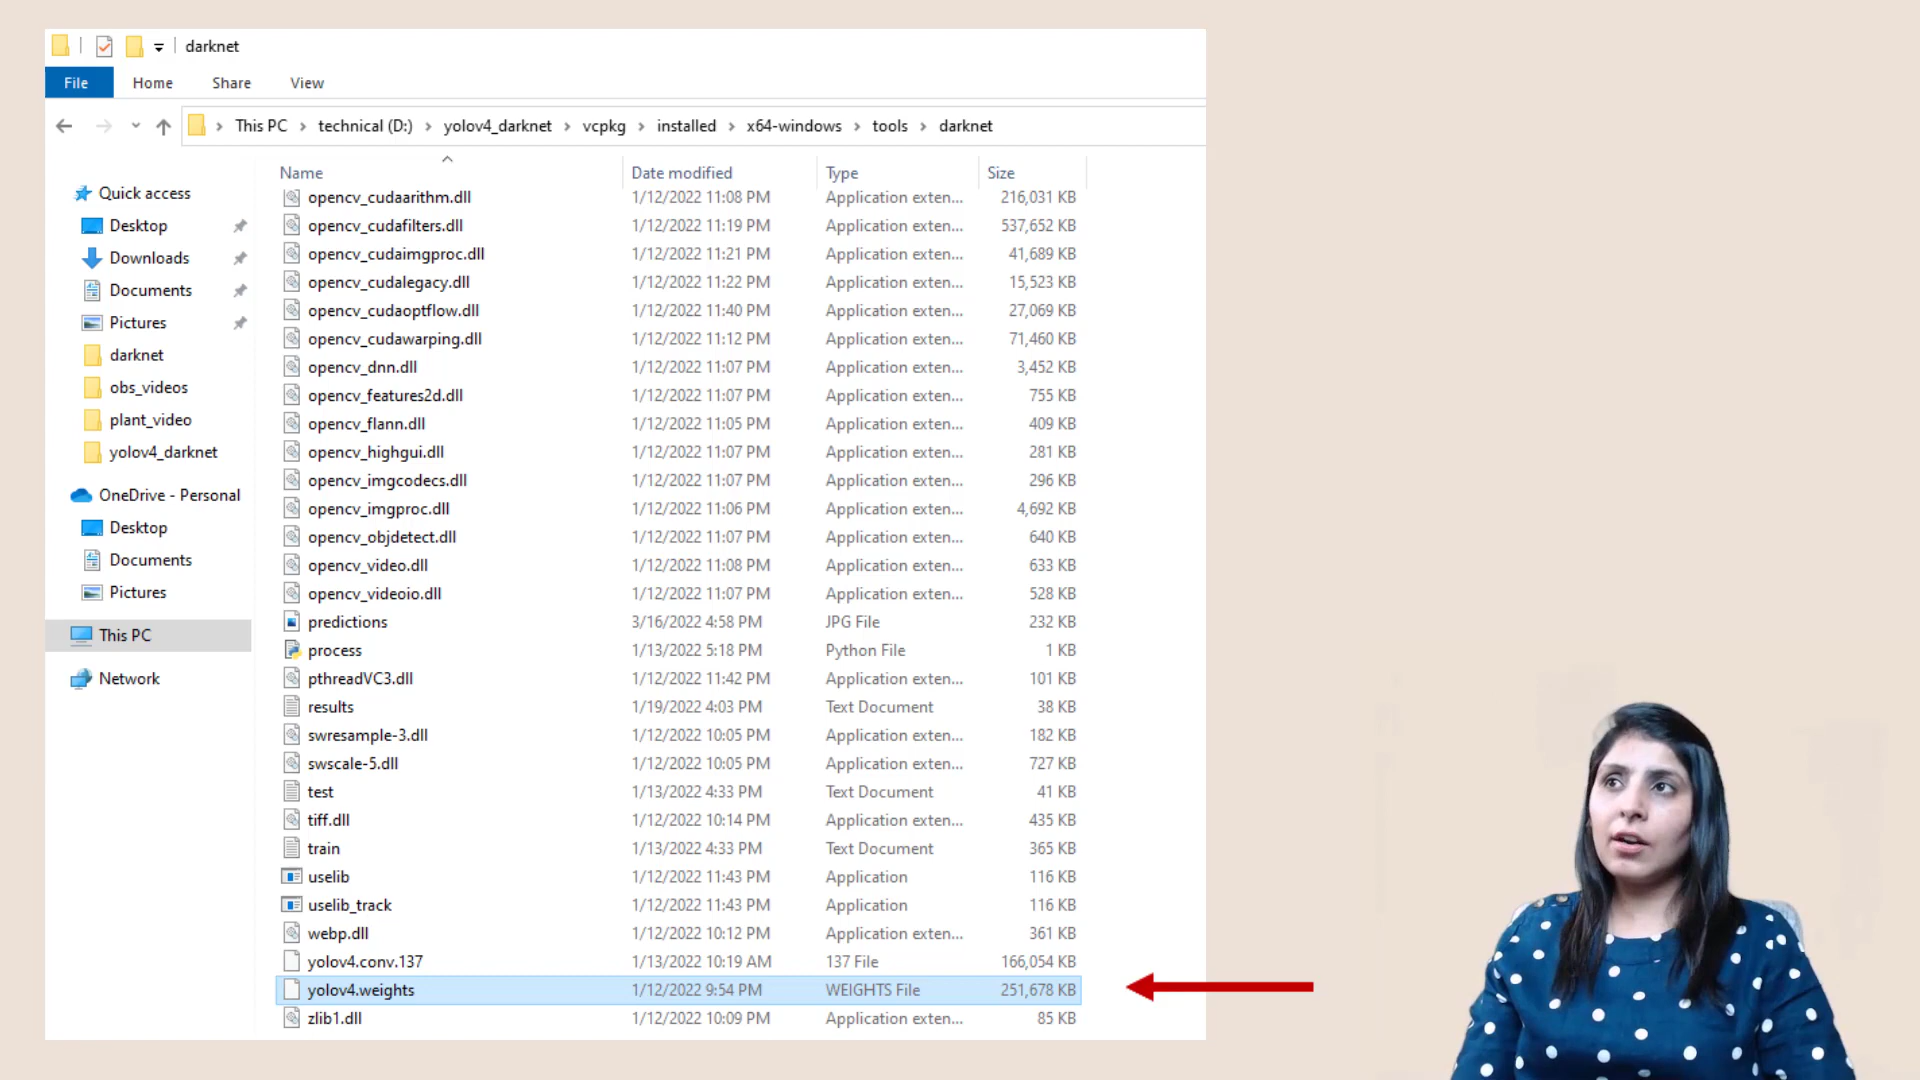 darknet
File Home Share View
This PC technical (D:) yolov4_darknet vcpkg installed x64-windows tools darknet
Name Date modified Type Size
Quick access
Desktop
Downloads
Documents
Pictures
darknet
obs_videos
plant_video
yolov4_darknet
OneDrive - Personal
Desktop
Documents
Pictures
This PC
Network
opencv_cudaarithm.dll 1/12/2022 11:08 PM Application exten... 216,031 KB
opencv_cudafilters.dll 1/12/2022 11:19 PM Application exten... 537,652 KB
opencv_cudaimgproc.dll 1/12/2022 11:21 PM Application exten... 41,689 KB
opencv_cudalegacy.dll 1/12/2022 11:22 PM Application exten... 15,523 KB
opencv_cudaoptflow.dll 1/12/2022 11:40 PM Application exten... 27,069 KB
opencv_cudawarping.dll 1/12/2022 11:12 PM Application exten... 71,460 KB
opencv_dnn.dll 1/12/2022 11:07 PM Application exten... 3,452 KB
opencv_features2d.dll 1/12/2022 11:07 PM Application exten... 755 KB
opencv_flann.dll 1/12/2022 11:05 PM Application exten... 409 KB
opencv_highgui.dll 1/12/2022 11:07 PM Application exten... 281 KB
opencv_imgcodecs.dll 1/12/2022 11:07 PM Application exten... 296 KB
opencv_imgproc.dll 1/12/2022 11:06 PM Application exten... 4,692 KB
opencv_objdetect.dll 1/12/2022 11:07 PM Application exten... 640 KB
opencv_video.dll 1/12/2022 11:08 PM Application exten... 633 KB
opencv_videoio.dll 1/12/2022 11:07 PM Application exten... 528 KB
predictions 3/16/2022 4:58 PM JPG File 232 KB
process 1/13/2022 5:18 PM Python File 1 KB
pthreadVC3.dll 1/12/2022 11:42 PM Application exten... 101 KB
results 1/19/2022 4:03 PM Text Document 38 KB
swresample-3.dll 1/12/2022 10:05 PM Application exten... 182 KB
swscale-5.dll 1/12/2022 10:05 PM Application exten... 727 KB
test 1/13/2022 4:33 PM Text Document 41 KB
tiff.dll 1/12/2022 10:14 PM Application exten... 435 KB
train 1/13/2022 4:33 PM Text Document 365 KB
uselib 1/12/2022 11:43 PM Application 116 KB
uselib_track 1/12/2022 11:43 PM Application 116 KB
webp.dll 1/12/2022 10:12 PM Application exten... 361 KB
yolov4.conv.137 1/13/2022 10:19 AM 137 File 166,054 KB
yolov4.weights 1/12/2022 9:54 PM WEIGHTS File 251,678 KB
zlib1.dll 1/12/2022 10:09 PM Application exten... 85 KB